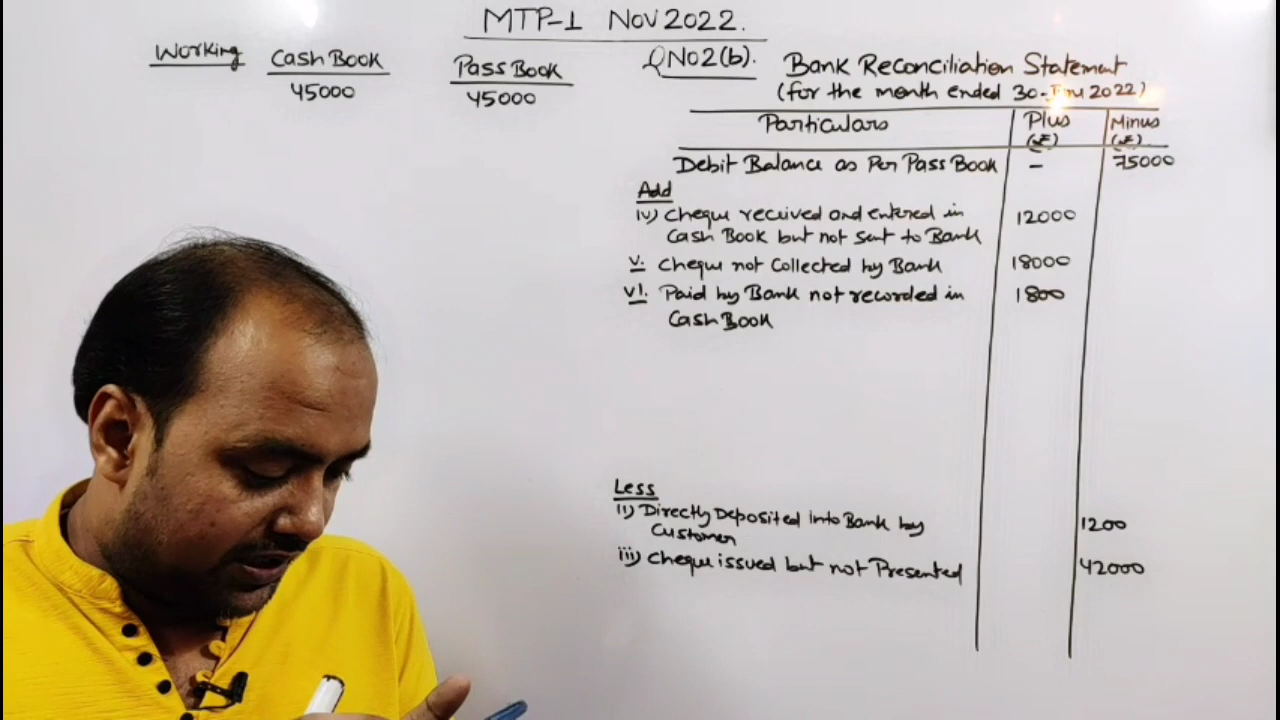 MTP-1 Nov 2022.
Working
Cash Book
45000
Pass Book
45000
QNo2(b).
Bank Reconciliation Statement
(for the month ended 30- 2022)
Particulars
Plus
(₹)
Minus
(₹)
Debit Balance as Per Pass Book - 75000
Add
iv) Cheque received and entered in
Cash Book but not sent to Bank 12000
v. Cheque not Collected by Bank 18000
vi. Paid by Bank not recorded in 1800
Cash Book
Less
ii) Directly Deposited into Bank by 1200
Customer
iii) Cheque issued but not Presented 42000